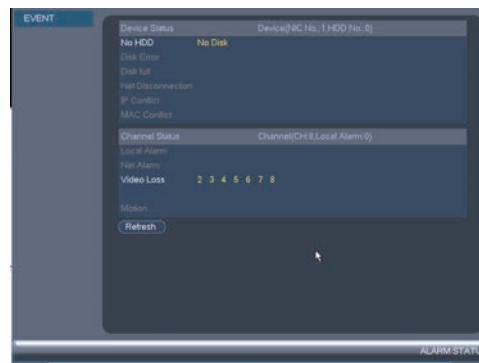 EVENT
Device Status Device(NIC No.:1,HDD No.:0)
No HDD No Disk
Disk Error
Disk full
Net Disconnection
IP Conflict
MAC Conflict
Channel Status Channel(CH:8,Local Alarm:0)
Local Alarm
Net Alarm
Video Loss 2 3 4 5 6 7 8
Motion
Refresh
ALARM STATU